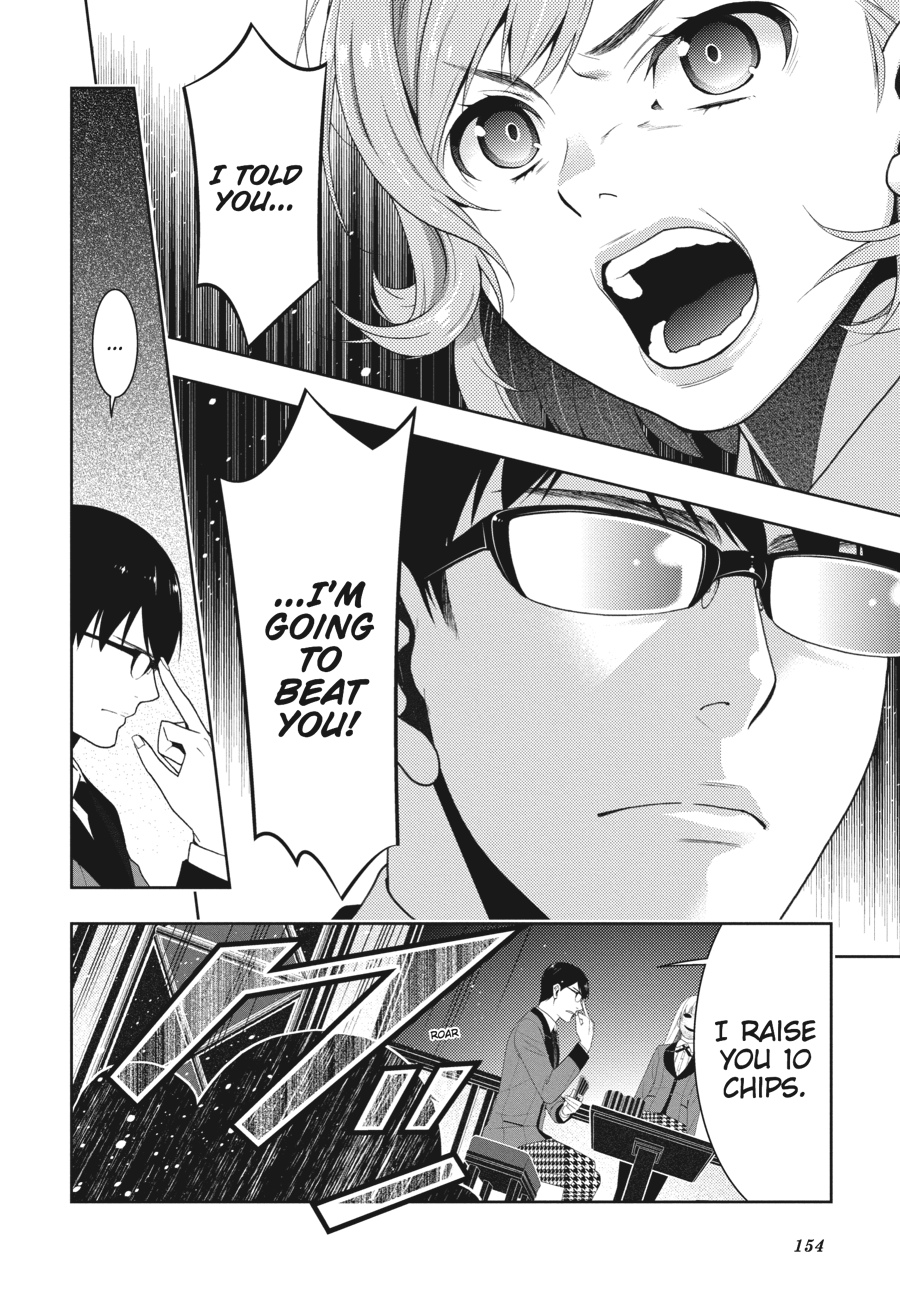 I TOLD
YOU...
...I'M
GOING
TO
BEAT
YOU!
...
I RAISE
YOU 10
CHIPS.
ROAR
154